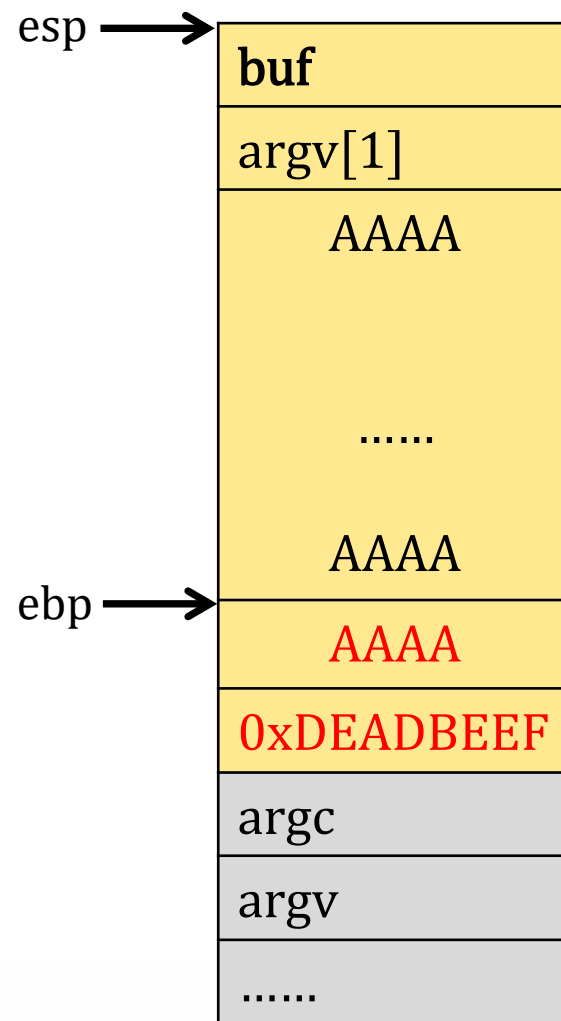 esp
buf
argv[1]
AAAA
......
AAAA
ebp
AAAA
0xDEADBEEF
argc
argv
......